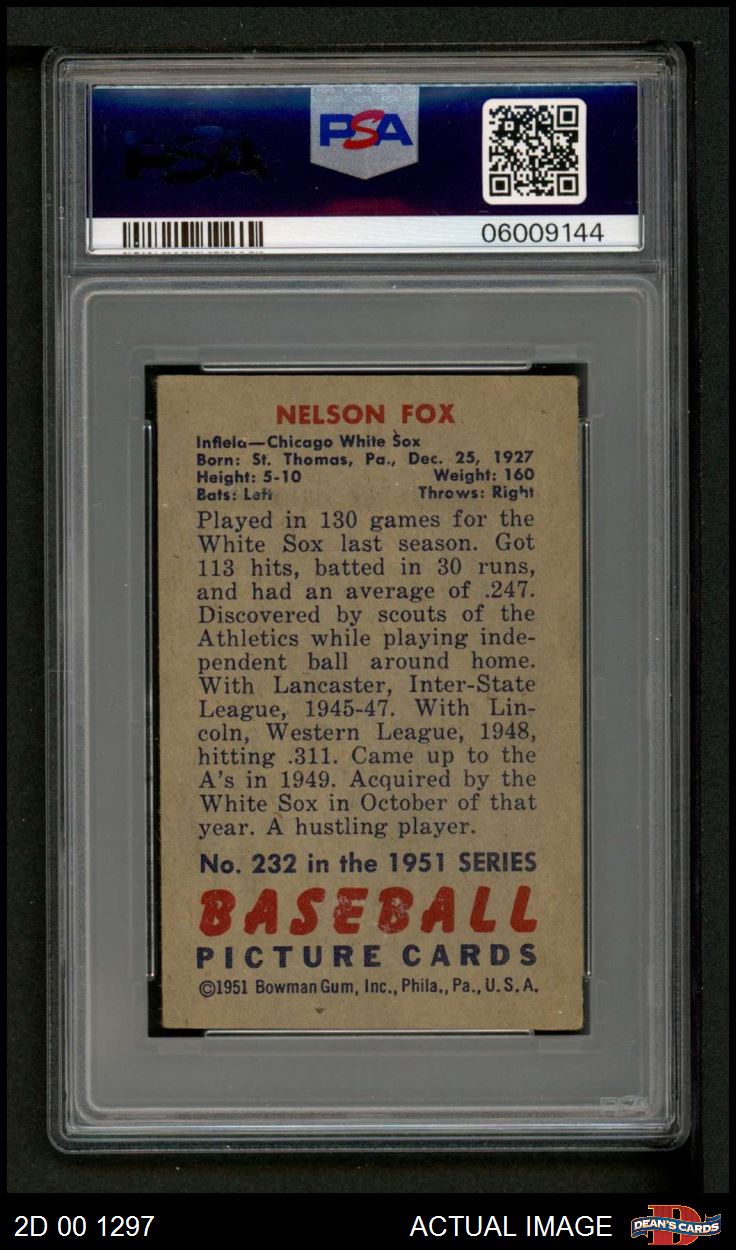 PSA
06009144
NELSON FOX
Infield—Chicago White Sox
Born: St. Thomas, Pa., Dec. 25, 1927
Height: 5-10 Weight: 160
Bats: Left Throws: Right
Played in 130 games for the
White Sox last season. Got
113 hits, batted in 30 runs,
and had an average of .247.
Discovered by scouts of the
Athletics while playing inde-
pendent ball around home.
With Lancaster, Inter-State
League, 1945-47. With Lin-
coln, Western League, 1948,
hitting .311. Came up to the
A's in 1949. Acquired by the
White Sox in October of that
year. A hustling player.
No. 232 in the 1951 SERIES
BASEBALL
PICTURE CARDS
©1951 Bowman Gum, Inc., Phila., Pa., U. S. A.
PSA
2D 00 1297 ACTUAL IMAGE DEAN'S CARDS